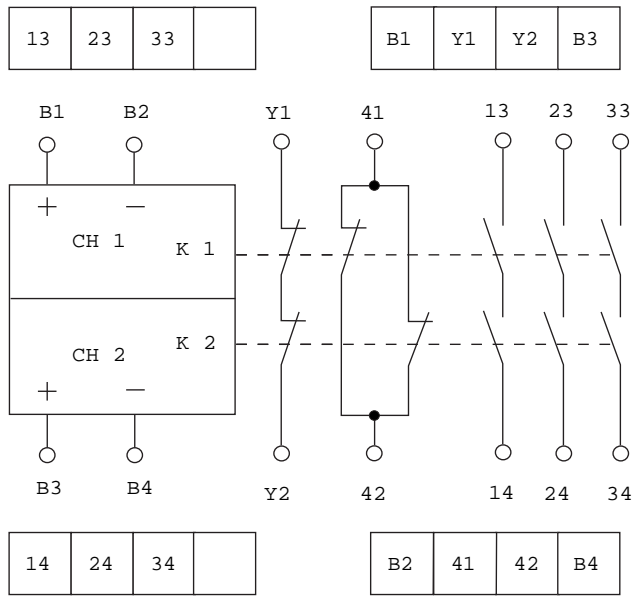 13 23 33 B1 Y1 Y2 B3
B1 B2 Y1 41 13 23 33
+ −
CH 1 K 1
CH 2 K 2
+ −
B3 B4 Y2 42 14 24 34
14 24 34 B2 41 42 B4